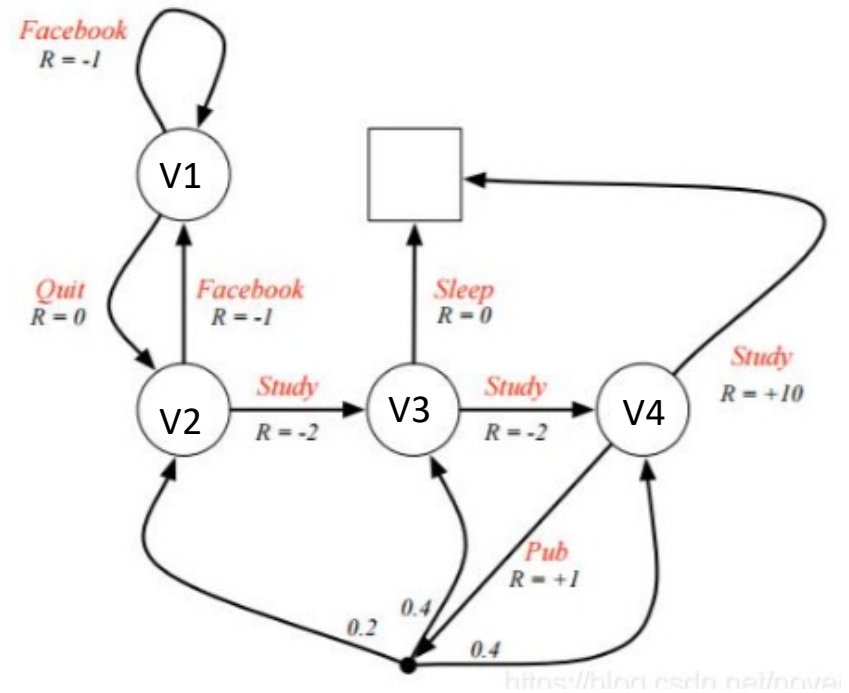 Facebook
R = -1
V1
Quit
R = 0
Facebook
R = -1
Sleep
R = 0
Study
R = +10
V2
Study
R = -2
V3
Study
R = -2
V4
Pub
R = +1
0.2
0.4
0.4